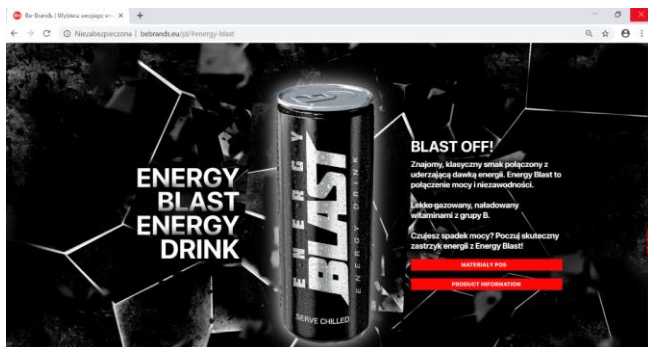 Be-Brands | Wybierz swojego en
Niezabezpieczona | bebrands.eu/pl/#energy-blast
ENERGY
BLAST
ENERGY
DRINK
ENERGY
BLAST
ENERGY DRINK
SERVE CHILLED
BLAST OFF!
Znajomy, klasyczny smak połączony z
uderzającą dawką energii. Energy Blast to
połączenie mocy i niezawodności.
Lekko gazowany, naładowany
witaminami z grupy B.
Czujesz spadek mocy? Poczuj skuteczny
zastrzyk energii z Energy Blast!
MATERIAŁY POS
PRODUCT INFORMATION